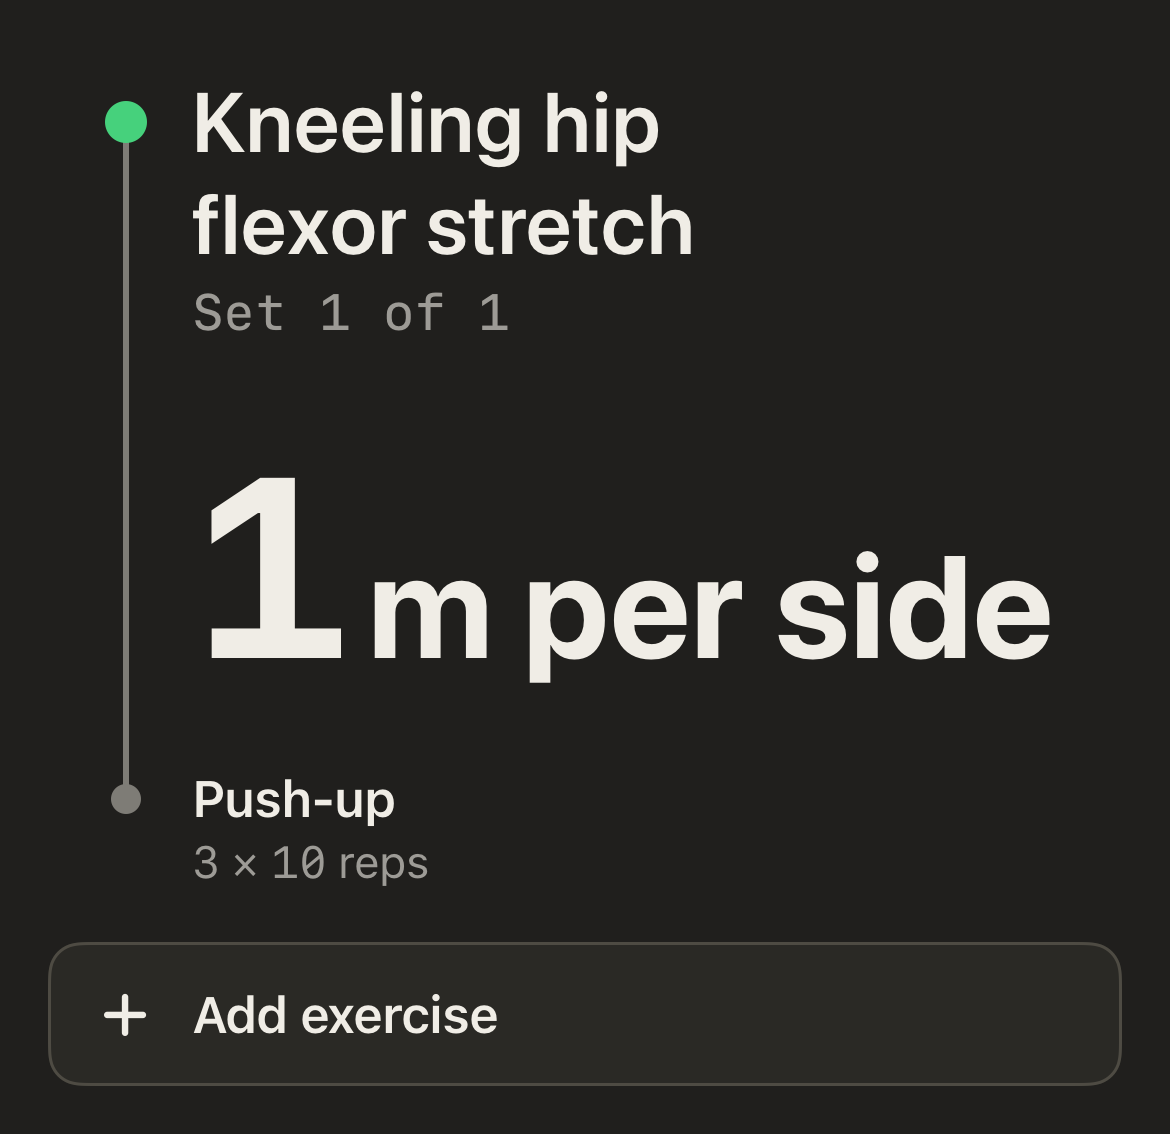 Kneeling hip
flexor stretch
Set 1 of 1
1 m per side
Push-up
3 × 10 reps
Add exercise